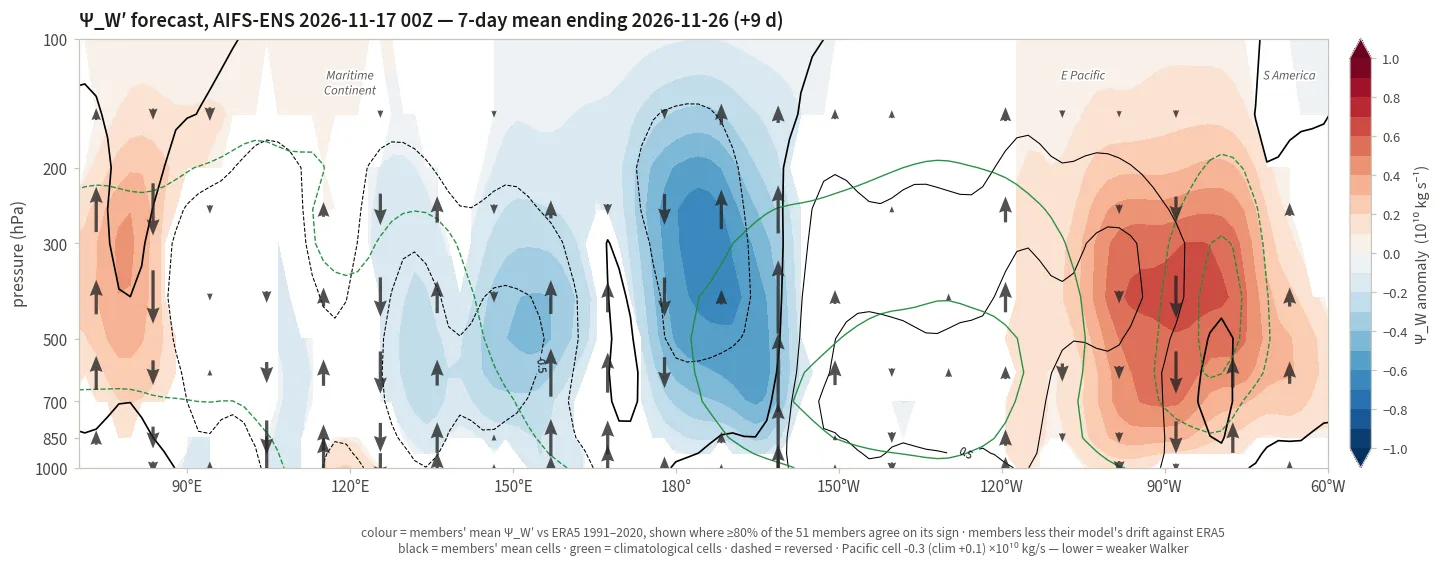 Ψ_W′ forecast, AIFS-ENS 2026-11-17 00Z — 7-day mean ending 2026-11-26 (+9 d)
Maritime
Continent
E Pacific
S America
100
200
300
500
700
850
1000
pressure (hPa)
90°E
120°E
150°E
180°
150°W
120°W
90°W
60°W
0.5
0.5
1.0
0.8
0.6
0.4
0.2
0.0
−0.2
−0.4
−0.6
−0.8
−1.0
Ψ_W anomaly (10¹⁰ kg s⁻¹)
colour = members' mean Ψ_W′ vs ERA5 1991–2020, shown where ≥80% of the 51 members agree on its sign · members less their model's drift against ERA5
black = members' mean cells · green = climatological cells · dashed = reversed · Pacific cell -0.3 (clim +0.1) ×10¹⁰ kg/s — lower = weaker Walker